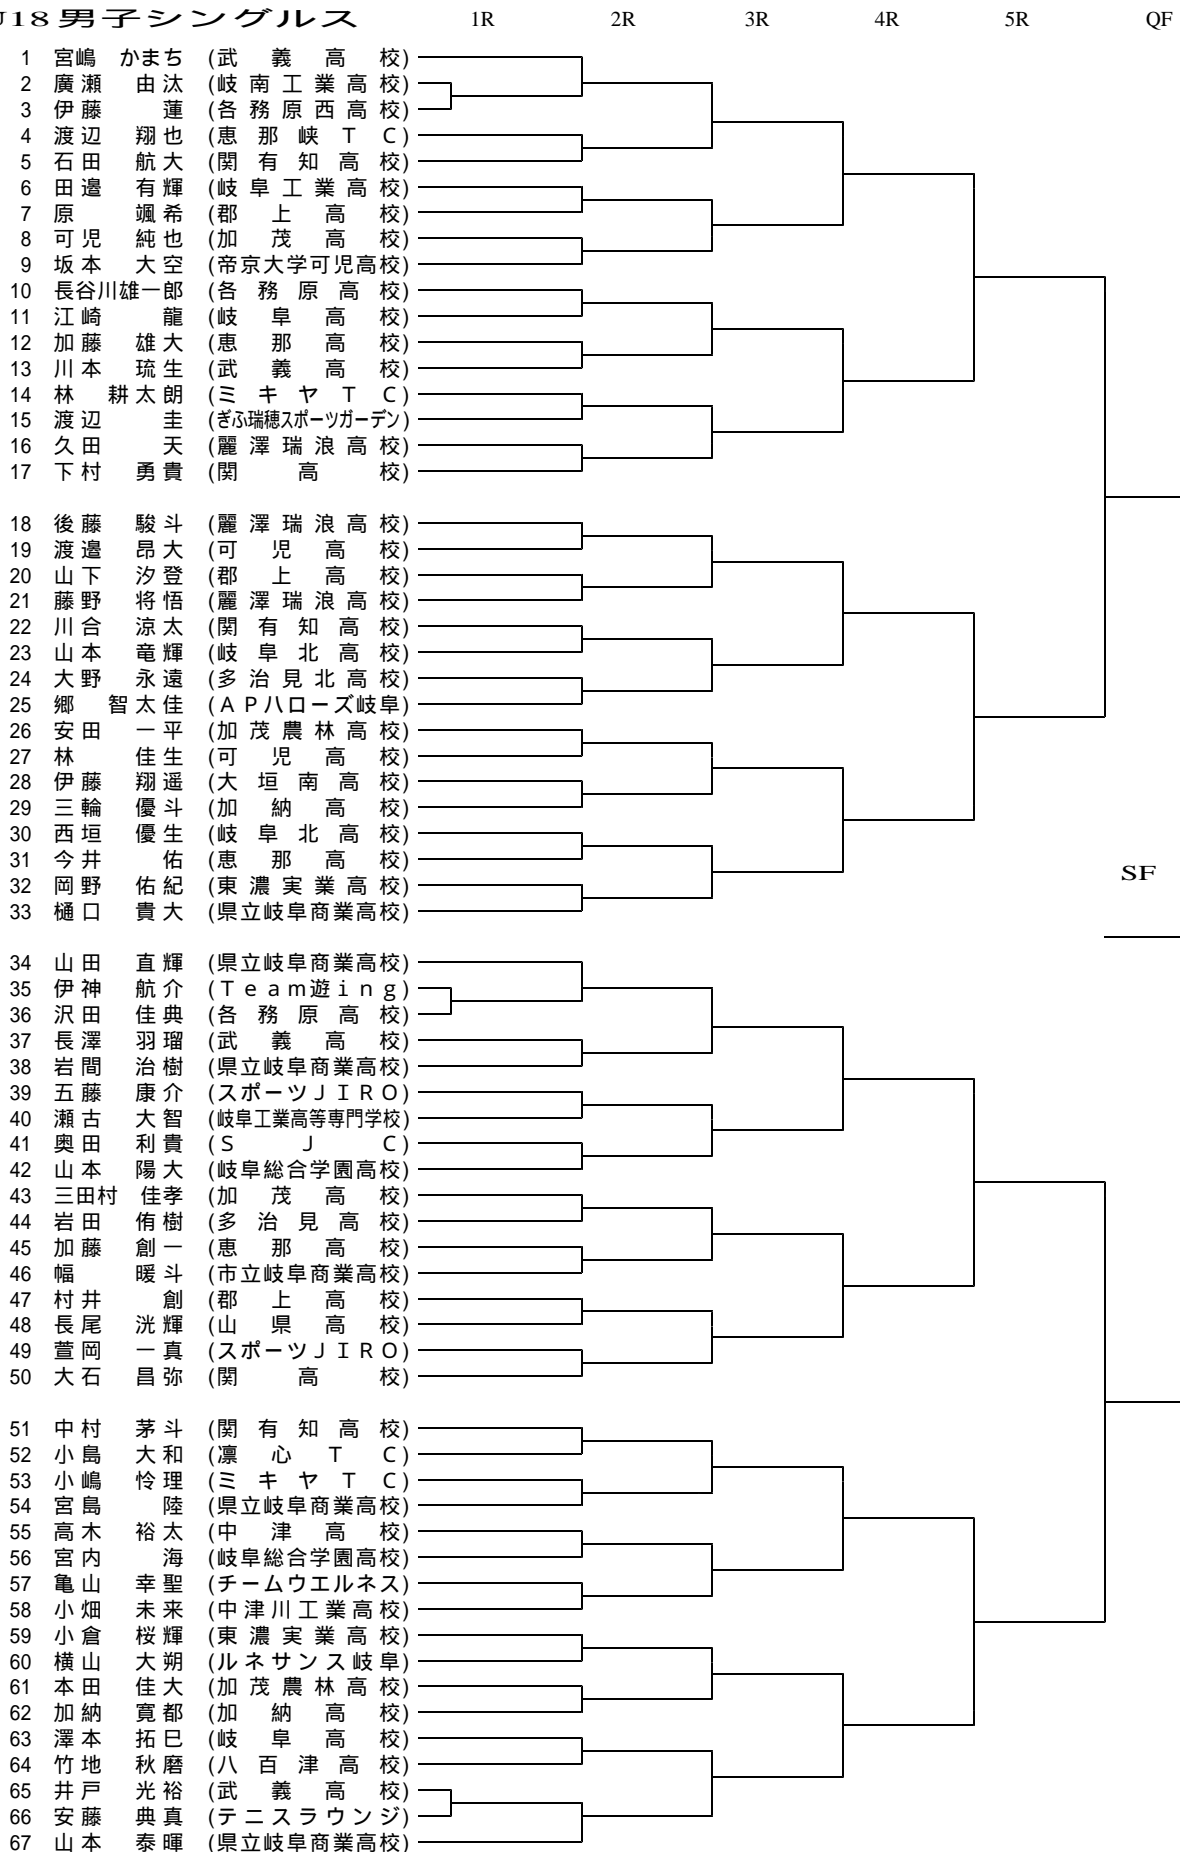 U18男子シングルス 1R 2R 3R 4R 5R QF
1 宮嶋 かまち (武義高校)
2 廣瀬 由汰 (岐南工業高校)
3 伊藤 蓮 (各務原西高校)
4 渡辺 翔也 (恵那峡TC)
5 石田 航大 (関有知高校)
6 田邉 有輝 (岐阜工業高校)
7 原 颯希 (郡上高校)
8 可児 純也 (加茂高校)
9 坂本 大空 (帝京大学可児高校)
10 長谷川雄一郎 (各務原高校)
11 江崎 龍 (岐阜高校)
12 加藤 雄大 (恵那高校)
13 川本 琉生 (武義高校)
14 林 耕太朗 (ミキヤTC)
15 渡辺 圭 (ぎふ瑞穂スポーツガーデン)
16 久田 天 (麗澤瑞浪高校)
17 下村 勇貴 (関高校)
18 後藤 駿斗 (麗澤瑞浪高校)
19 渡邉 昂大 (可児高校)
20 山下 汐登 (郡上高校)
21 藤野 将悟 (麗澤瑞浪高校)
22 川合 涼太 (関有知高校)
23 山本 竜輝 (岐阜北高校)
24 大野 永遠 (多治見北高校)
25 郷 智太佳 (APハローズ岐阜)
26 安田 一平 (加茂農林高校)
27 林 佳生 (可児高校)
28 伊藤 翔遥 (大垣南高校)
29 三輪 優斗 (加納高校)
30 西垣 優生 (岐阜北高校)
31 今井 佑 (恵那高校)
32 岡野 佑紀 (東濃実業高校)
SF
33 樋口 貴大 (県立岐阜商業高校)
34 山田 直輝 (県立岐阜商業高校)
35 伊神 航介 (Team遊ing)
36 沢田 佳典 (各務原高校)
37 長澤 羽瑠 (武義高校)
38 岩間 治樹 (県立岐阜商業高校)
39 五藤 康介 (スポーツJIRO)
40 瀬古 大智 (岐阜工業高等専門学校)
41 奥田 利貴 (SJC)
42 山本 陽大 (岐阜総合学園高校)
43 三田村 佳孝 (加茂高校)
44 岩田 侑樹 (多治見高校)
45 加藤 創一 (恵那高校)
46 幅 暖斗 (市立岐阜商業高校)
47 村井 創 (郡上高校)
48 長尾 洸輝 (山県高校)
49 萱岡 一真 (スポーツJIRO)
50 大石 昌弥 (関高校)
51 中村 茅斗 (関有知高校)
52 小島 大和 (凛心TC)
53 小嶋 怜理 (ミキヤTC)
54 宮島 陸 (県立岐阜商業高校)
55 高木 裕太 (中津高校)
56 宮内 海 (岐阜総合学園高校)
57 亀山 幸聖 (チームウエルネス)
58 小畑 未来 (中津川工業高校)
59 小倉 桜輝 (東濃実業高校)
60 横山 大朔 (ルネサンス岐阜)
61 本田 佳大 (加茂農林高校)
62 加納 寛都 (加納高校)
63 澤本 拓巳 (岐阜高校)
64 竹地 秋磨 (八百津高校)
65 井戸 光裕 (武義高校)
66 安藤 典真 (テニスラウンジ)
67 山本 泰暉 (県立岐阜商業高校)